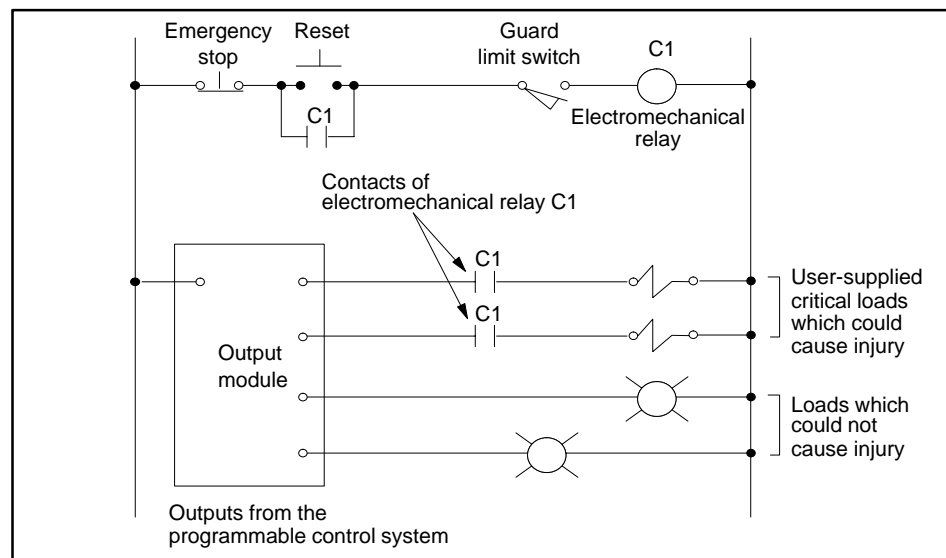 Emergency
stop
Reset
Guard
limit switch
C1
C1
Electromechanical
relay
Contacts of
electromechanical relay C1
C1
C1
User-supplied
critical loads
which could
cause injury
Output
module
Loads which
could not
cause injury
Outputs from the
programmable control system